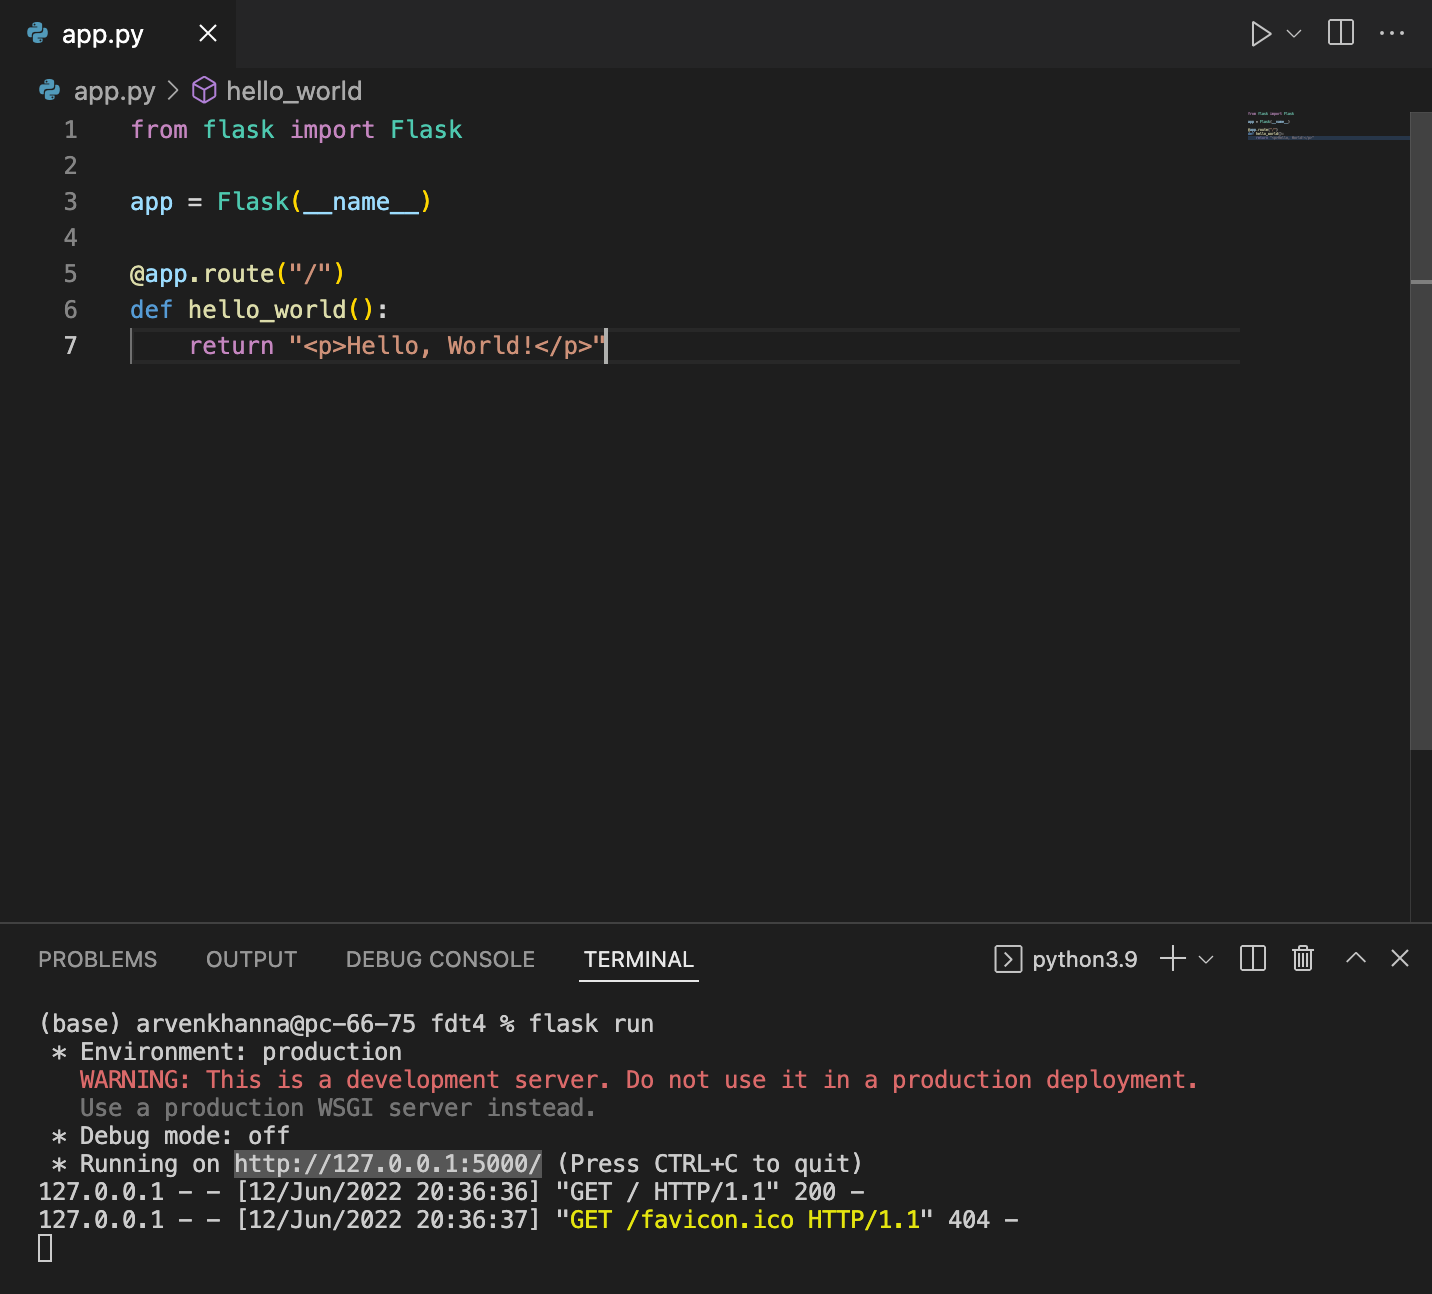 app.py
app.py > hello_world
1 from flask import Flask
2
3 app = Flask(__name__)
4
5 @app.route("/")
6 def hello_world():
7     return "<p>Hello, World!</p>"
PROBLEMS OUTPUT DEBUG CONSOLE TERMINAL python3.9
(base) arvenkhanna@pc-66-75 fdt4 % flask run
 * Environment: production
   WARNING: This is a development server. Do not use it in a production deployment.
   Use a production WSGI server instead.
 * Debug mode: off
 * Running on http://127.0.0.1:5000/ (Press CTRL+C to quit)
127.0.0.1 - - [12/Jun/2022 20:36:36] "GET / HTTP/1.1" 200 -
127.0.0.1 - - [12/Jun/2022 20:36:37] "GET /favicon.ico HTTP/1.1" 404 -